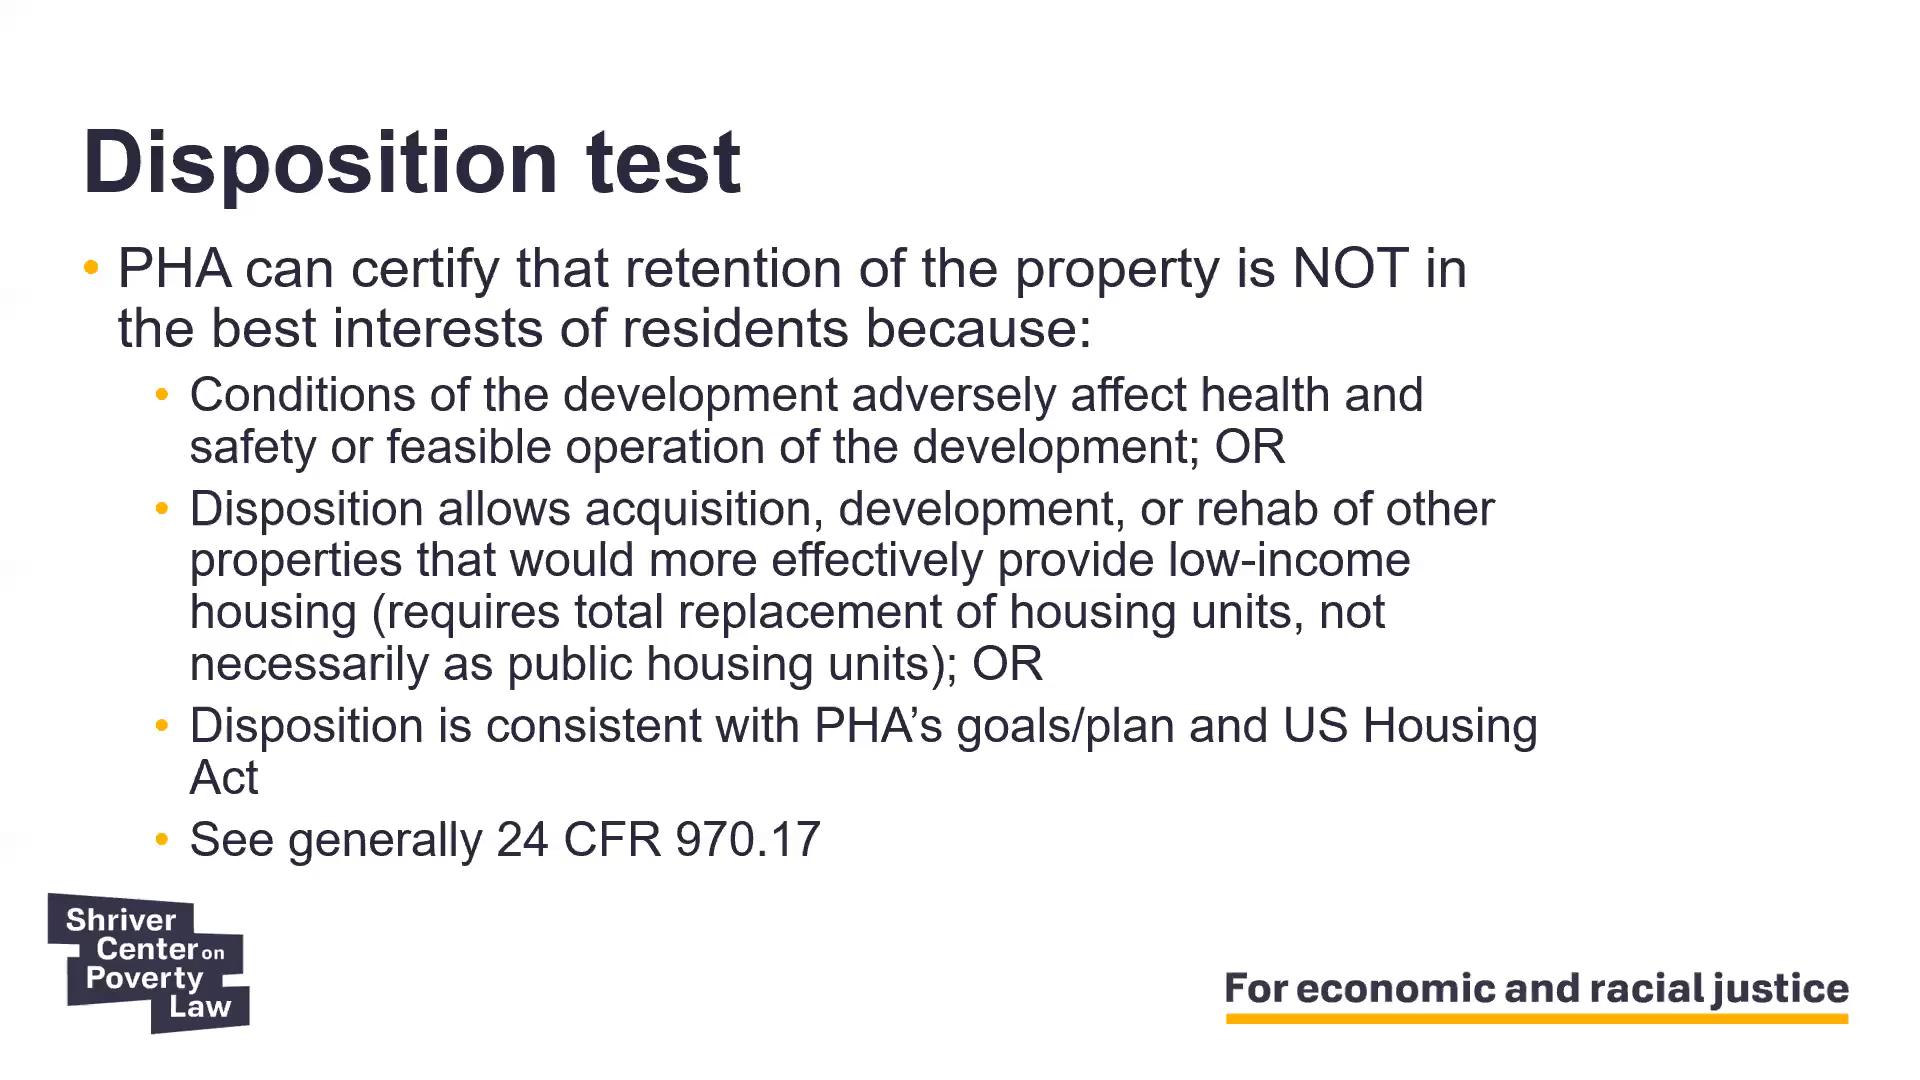 Disposition test
• PHA can certify that retention of the property is NOT in
the best interests of residents because:
• Conditions of the development adversely affect health and
safety or feasible operation of the development; OR
• Disposition allows acquisition, development, or rehab of other
properties that would more effectively provide low-income
housing (requires total replacement of housing units, not
necessarily as public housing units); OR
• Disposition is consistent with PHA’s goals/plan and US Housing
Act
• See generally 24 CFR 970.17
Shriver
Center on
Poverty
Law
For economic and racial justice